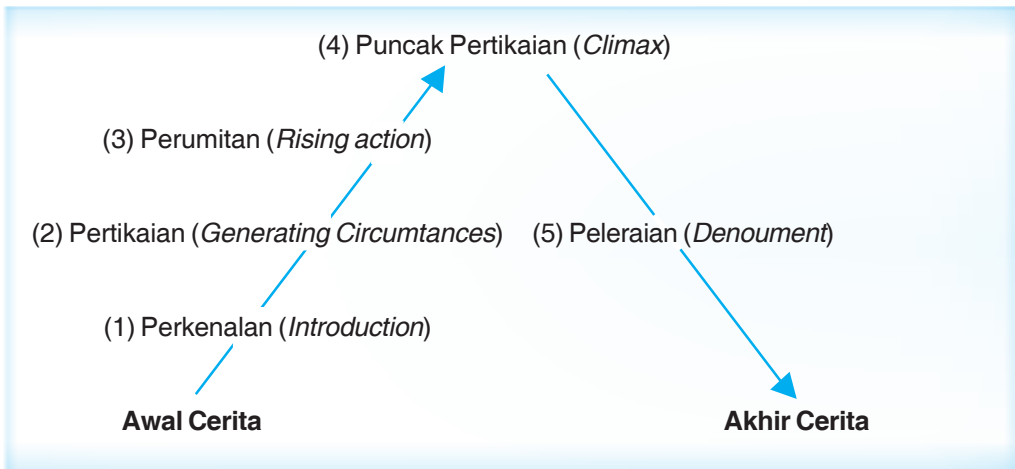 (4) Puncak Pertikaian (Climax)
(3) Perumitan (Rising action)
(2) Pertikaian (Generating Circumtances)
(5) Peleraian (Denoument)
(1) Perkenalan (Introduction)
Awal Cerita
Akhir Cerita